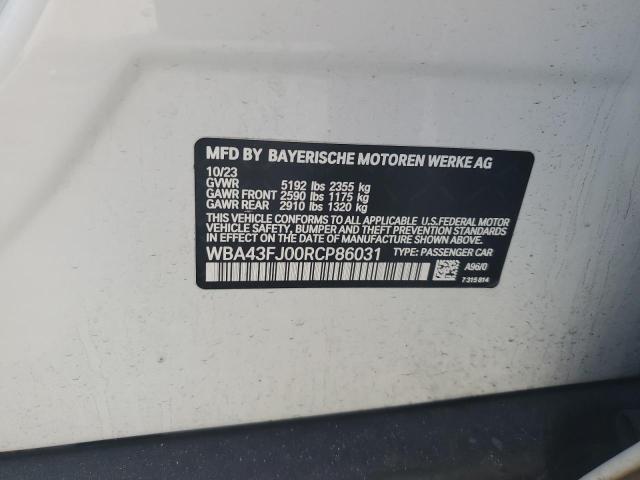 MFD BY BAYERISCHE MOTOREN WERKE AG
10/23
GVWR 5192 lbs 2355 kg
GAWR FRONT 2590 lbs 1175 kg
GAWR REAR 2910 lbs 1320 kg
THIS VEHICLE CONFORMS TO ALL APPLICABLE U.S.FEDERAL MOTOR
VEHICLE SAFETY, BUMPER AND THEFT PREVENTION STANDARDS
IN EFFECT ON THE DATE OF MANUFACTURE SHOWN ABOVE.
WBA43FJ00RCP86031 TYPE: PASSENGER CAR
A96/0
7 315 814